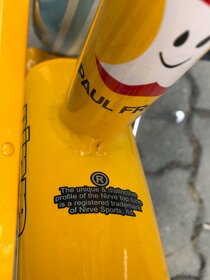 PAUL FR
®
The unique & distinctive
profile of the Nirve top tube
is a registered trademark
of Nirve Sports, ltd.